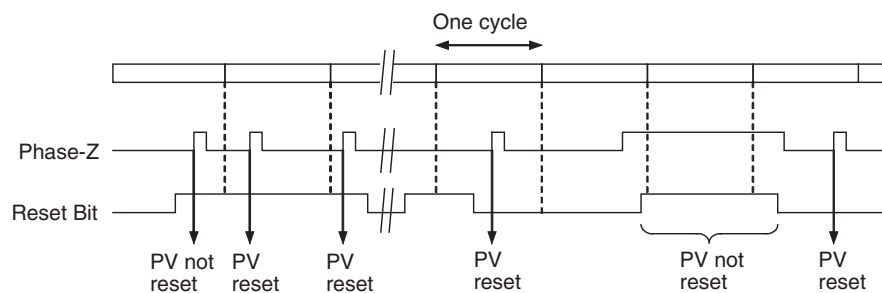 One cycle
Phase-Z
Reset Bit
PV not
reset
PV
reset
PV
reset
PV
reset
PV not
reset
PV
reset